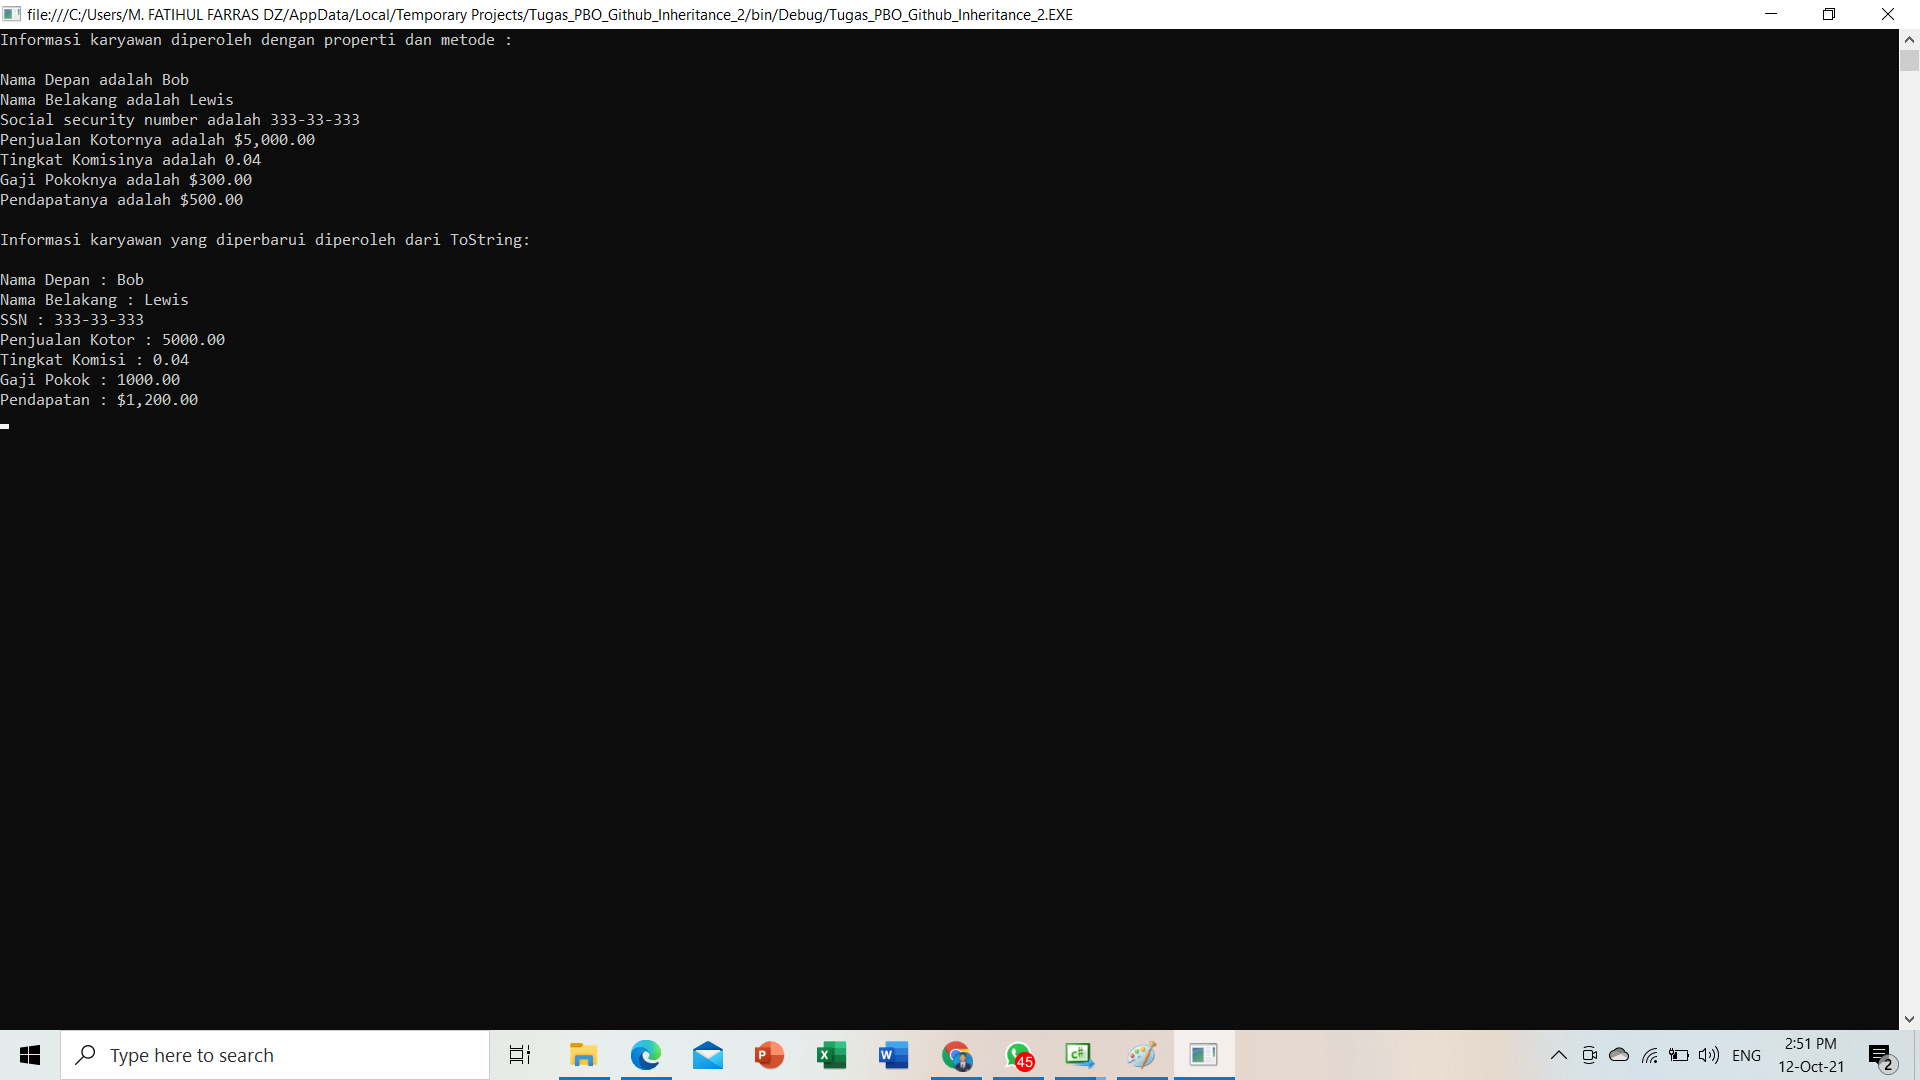 file:///C:/Users/M. FATIHUL FARRAS DZ/AppData/Local/Temporary Projects/Tugas_PBO_Github_Inheritance_2/bin/Debug/Tugas_PBO_Github_Inheritance_2.EXE
Informasi karyawan diperoleh dengan properti dan metode :
Nama Depan adalah Bob
Nama Belakang adalah Lewis
Social security number adalah 333-33-333
Penjualan Kotornya adalah $5,000.00
Tingkat Komisinya adalah 0.04
Gaji Pokoknya adalah $300.00
Pendapatanya adalah $500.00
Informasi karyawan yang diperbarui diperoleh dari ToString:
Nama Depan : Bob
Nama Belakang : Lewis
SSN : 333-33-333
Penjualan Kotor : 5000.00
Tingkat Komisi : 0.04
Gaji Pokok : 1000.00
Pendapatan : $1,200.00
Type here to search
45
ENG
2:51 PM
12-Oct-21
2